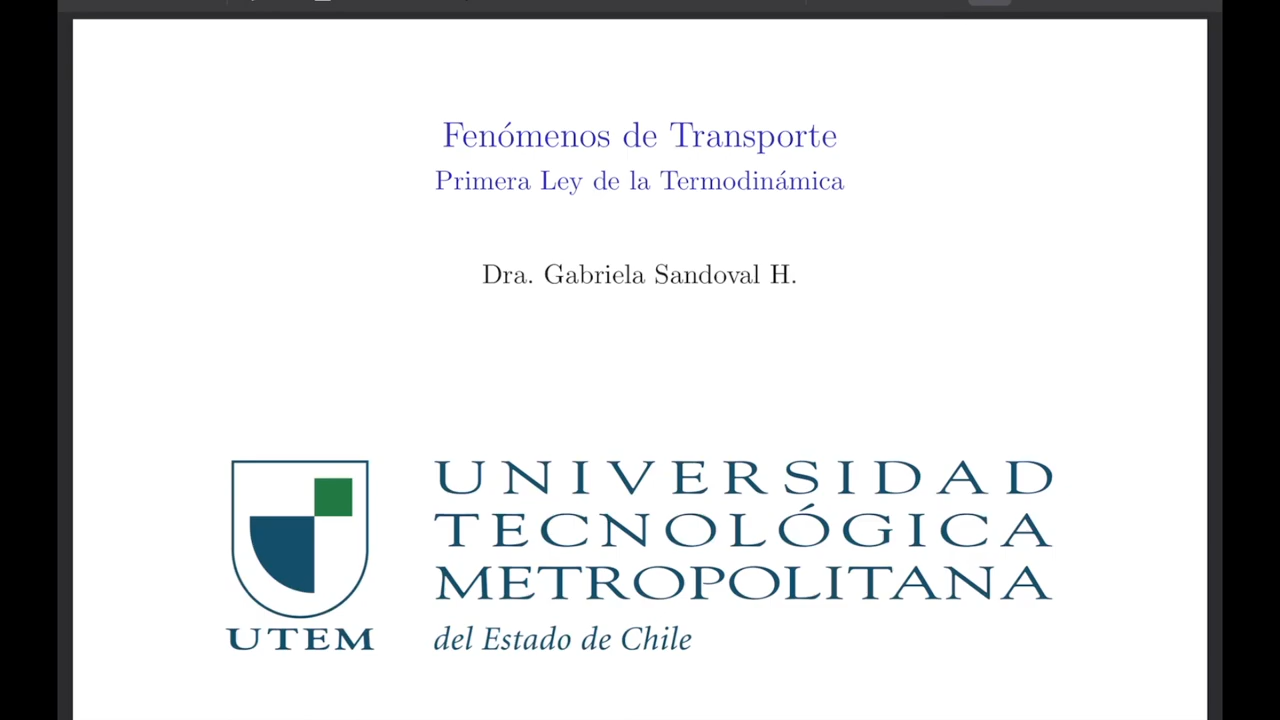 Fenómenos de Transporte
Primera Ley de la Termodinámica
Dra. Gabriela Sandoval H.
UNIVERSIDAD
TECNOLÓGICA
METROPOLITANA
del Estado de Chile
UTEM